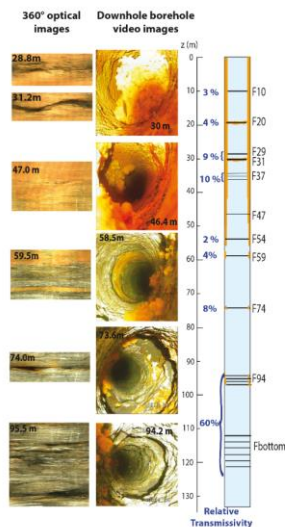 360° optical images
Downhole borehole video images
z (m)
28.8m
31.2m
30 m
47.0 m
46.4m
59.5m
58.5m
74.0m
73.6m
95.5 m
94.2 m
0
10
20
30
40
50
60
70
80
90
100
110
120
130
3 %
4 %
9 %
10 %
2 %
4%
8%
60%
F10
F20
F29
F31
F37
F47
F54
F59
F74
F94
Fbottom
Relative
Transmissivity